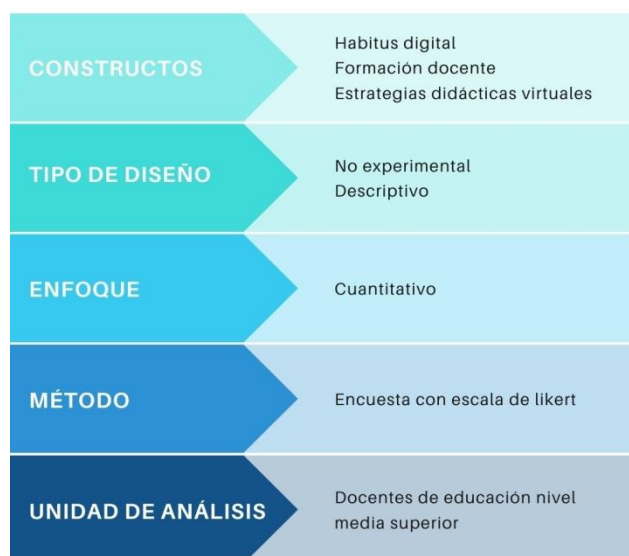 CONSTRUCTOS
Habitus digital
Formación docente
Estrategias didácticas virtuales
TIPO DE DISEÑO
No experimental
Descriptivo
ENFOQUE
Cuantitativo
MÉTODO
Encuesta con escala de likert
UNIDAD DE ANÁLISIS
Docentes de educación nivel
media superior